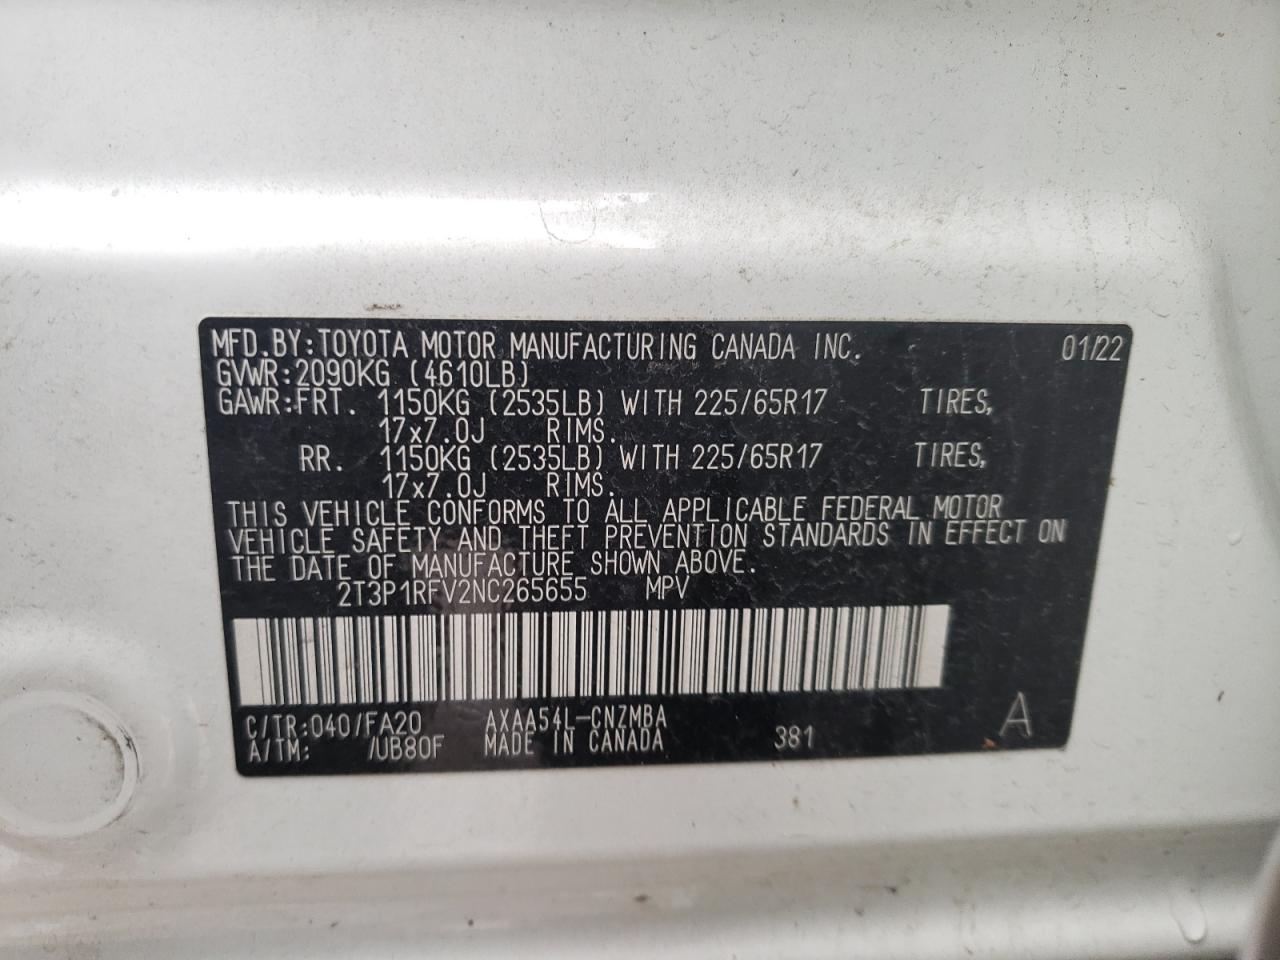 MFD.BY:TOYOTA MOTOR MANUFACTURING CANADA INC. 01/22
GVWR:2090KG (4610LB)
GAWR:FRT. 1150KG (2535LB) WITH 225/65R17 TIRES,
17x7.0J RIMS.
RR. 1150KG (2535LB) WITH 225/65R17 TIRES,
17x7.0J RIMS.
THIS VEHICLE CONFORMS TO ALL APPLICABLE FEDERAL MOTOR
VEHICLE SAFETY AND THEFT PREVENTION STANDARDS IN EFFECT ON
THE DATE OF MANUFACTURE SHOWN ABOVE.
2T3P1RFV2NC265655 MPV
C/TR:040/FA20 AXAA54L-CNZMBA A
A/TM: /UB80F MADE IN CANADA 381